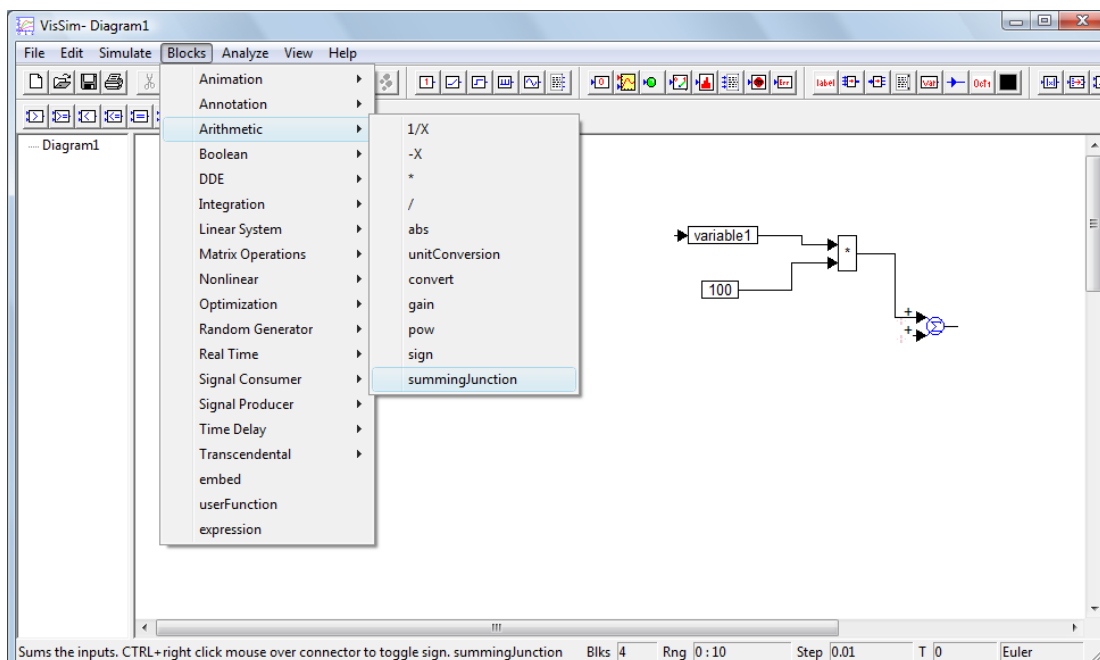 VisSim- Diagram1
File Edit Simulate Blocks Analyze View Help
label var
Diagram1
Animation
Annotation
Arithmetic
Boolean
DDE
Integration
Linear System
Matrix Operations
Nonlinear
Optimization
Random Generator
Real Time
Signal Consumer
Signal Producer
Time Delay
Transcendental
embed
userFunction
expression
1/X
-X
*
/
abs
unitConversion
convert
gain
pow
sign
summingJunction
variable1
*
100
+
+
Σ
Sums the inputs. CTRL+right click mouse over connector to toggle sign. summingJunction Blks 4 Rng 0 : 10 Step 0.01 T 0 Euler